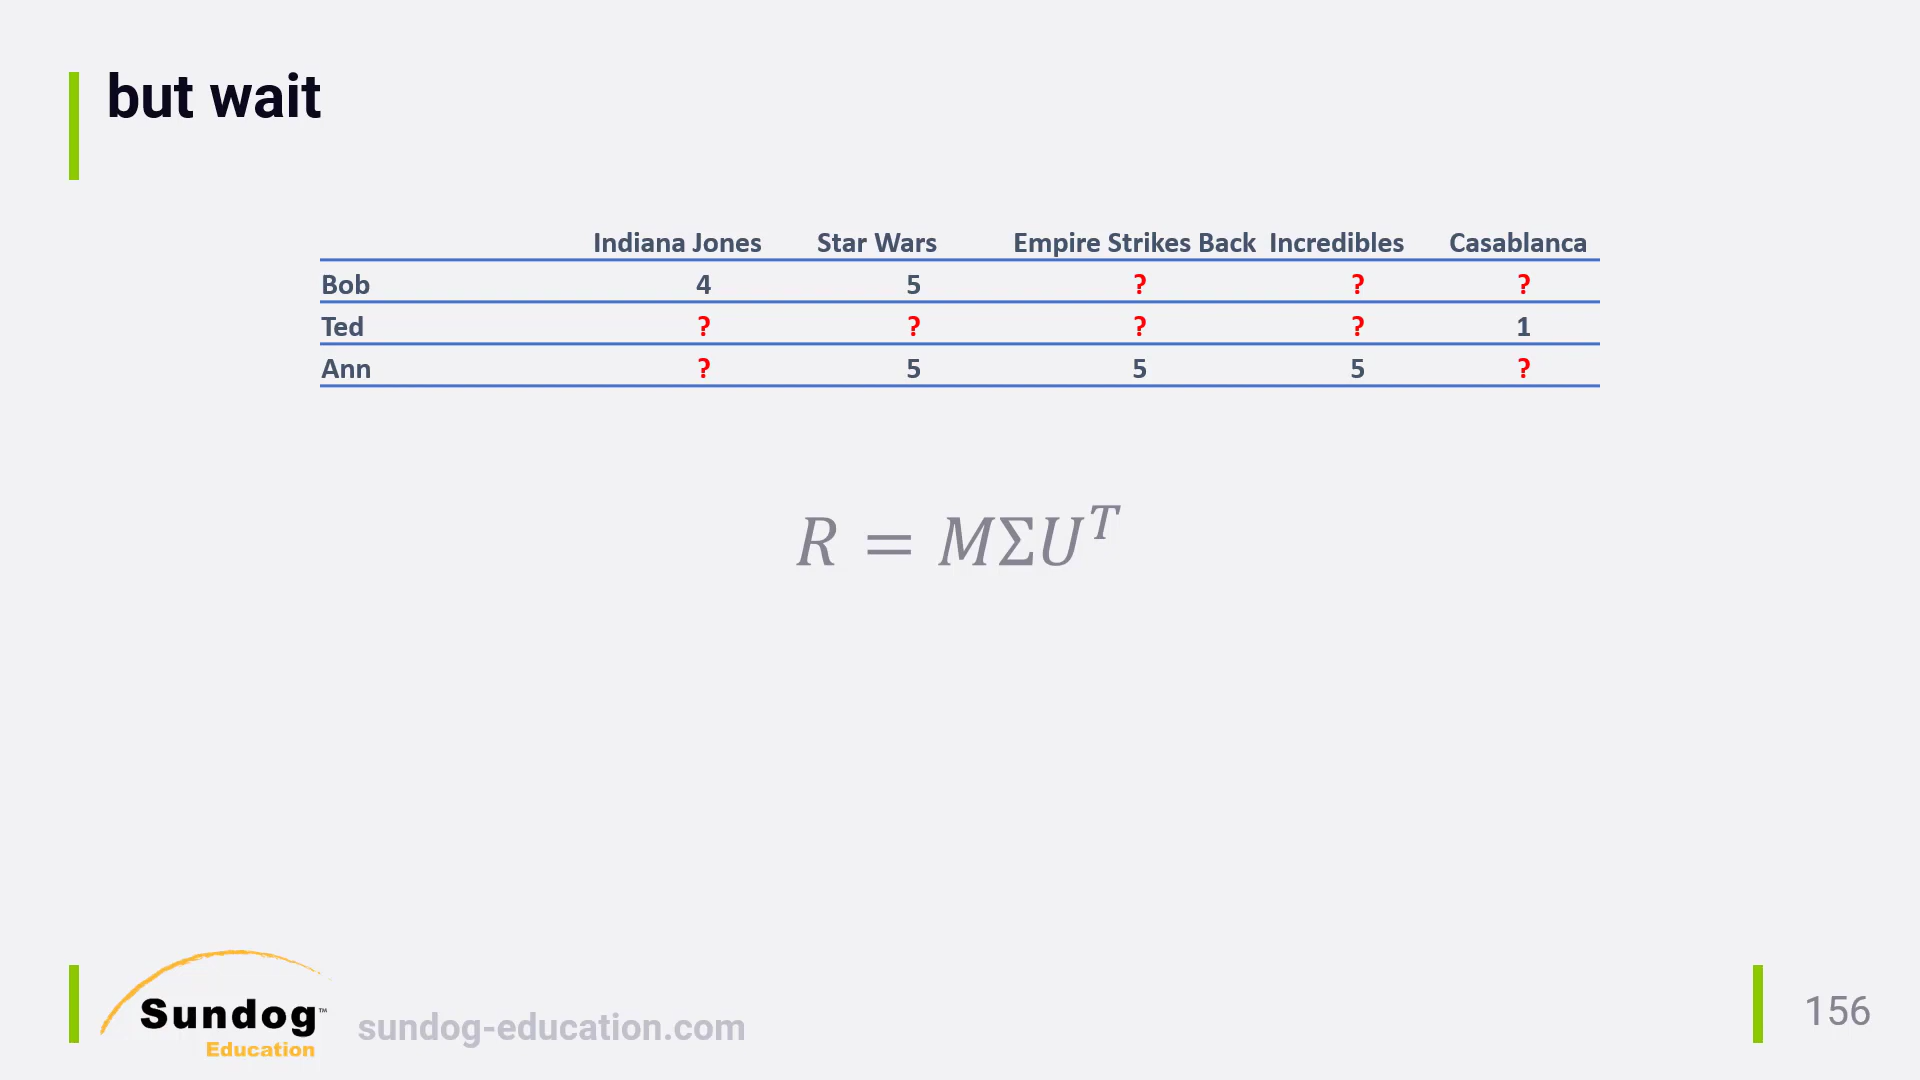 but wait
Indiana Jones Star Wars Empire Strikes Back Incredibles Casablanca
Bob 4 5 ? ? ?
Ted ? ? ? ? 1
Ann ? 5 5 5 ?
R = MΣUᵀ
Sundog™
Education
sundog-education.com
156